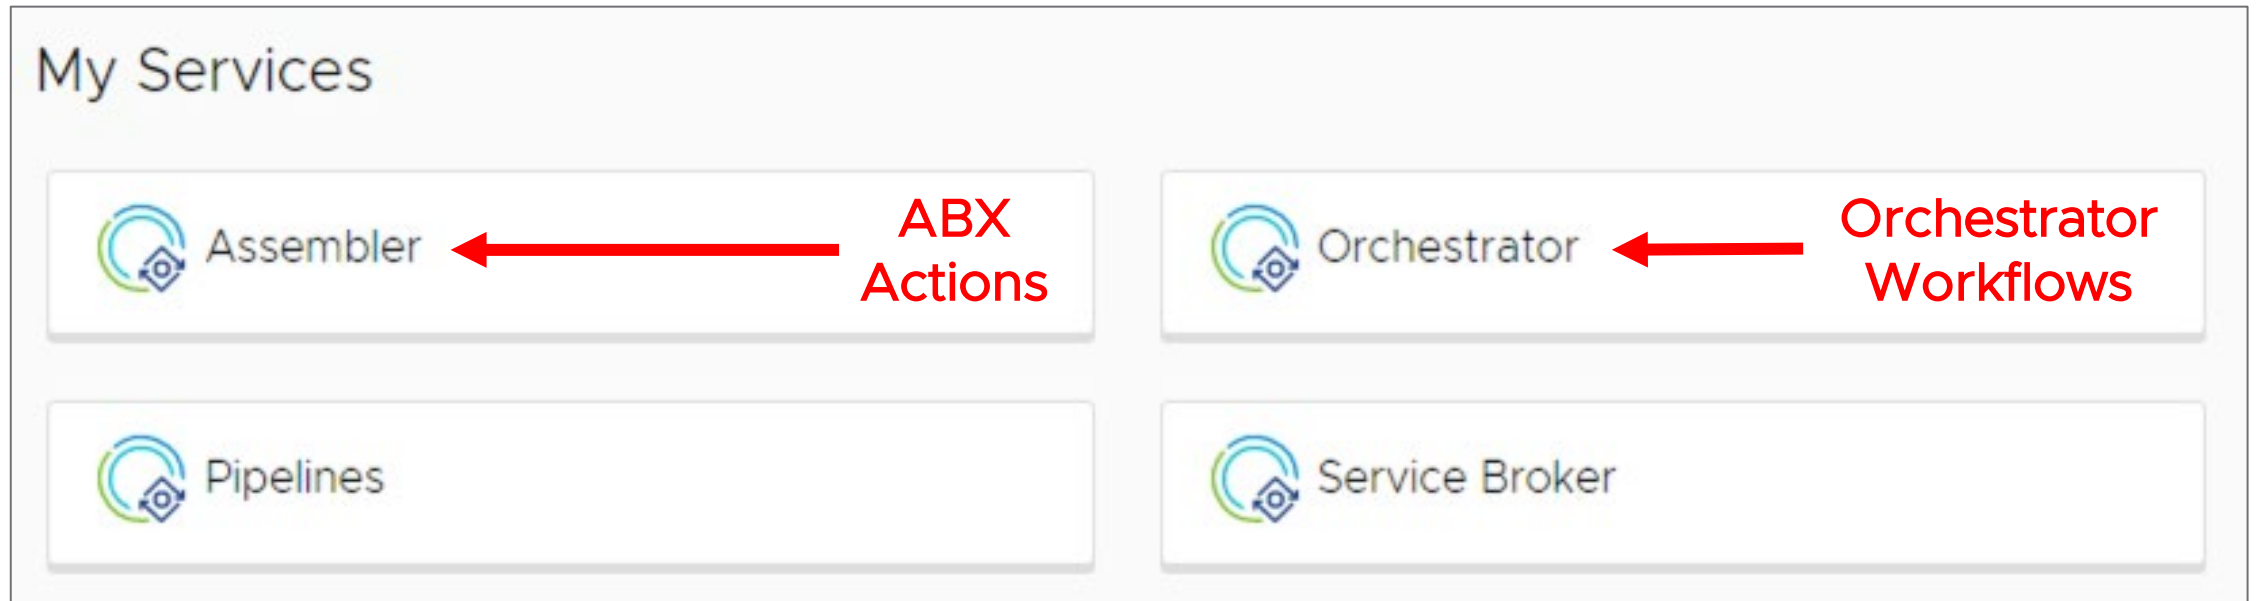 My Services
Assembler
ABX
Actions
Orchestrator
Orchestrator
Workflows
Pipelines
Service Broker